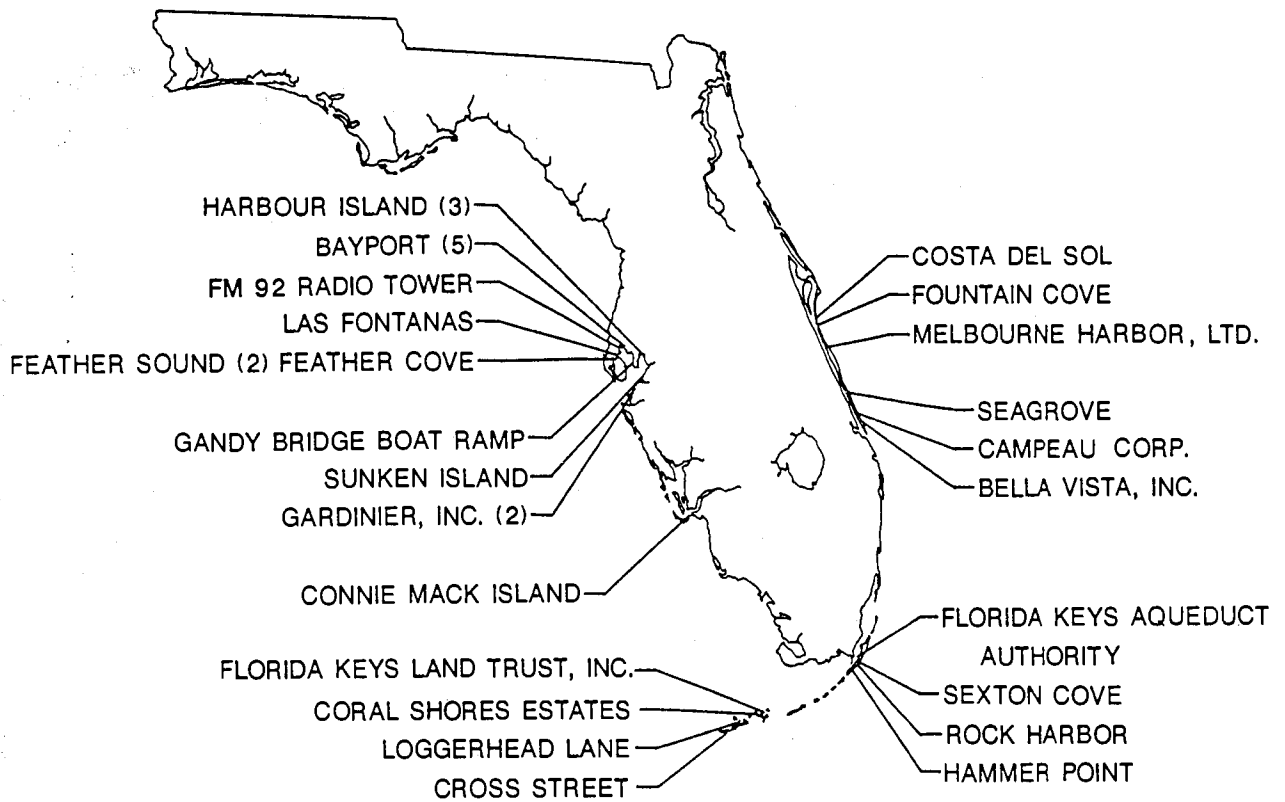 HARBOUR ISLAND (3)
BAYPORT (5)
FM 92 RADIO TOWER
LAS FONTANAS
FEATHER SOUND (2) FEATHER COVE
GANDY BRIDGE BOAT RAMP
SUNKEN ISLAND
GARDINIER, INC. (2)
CONNIE MACK ISLAND
FLORIDA KEYS LAND TRUST, INC.
CORAL SHORES ESTATES
LOGGERHEAD LANE
CROSS STREET
COSTA DEL SOL
FOUNTAIN COVE
MELBOURNE HARBOR, LTD.
SEAGROVE
CAMPEAU CORP.
BELLA VISTA, INC.
FLORIDA KEYS AQUEDUCT
AUTHORITY
SEXTON COVE
ROCK HARBOR
HAMMER POINT